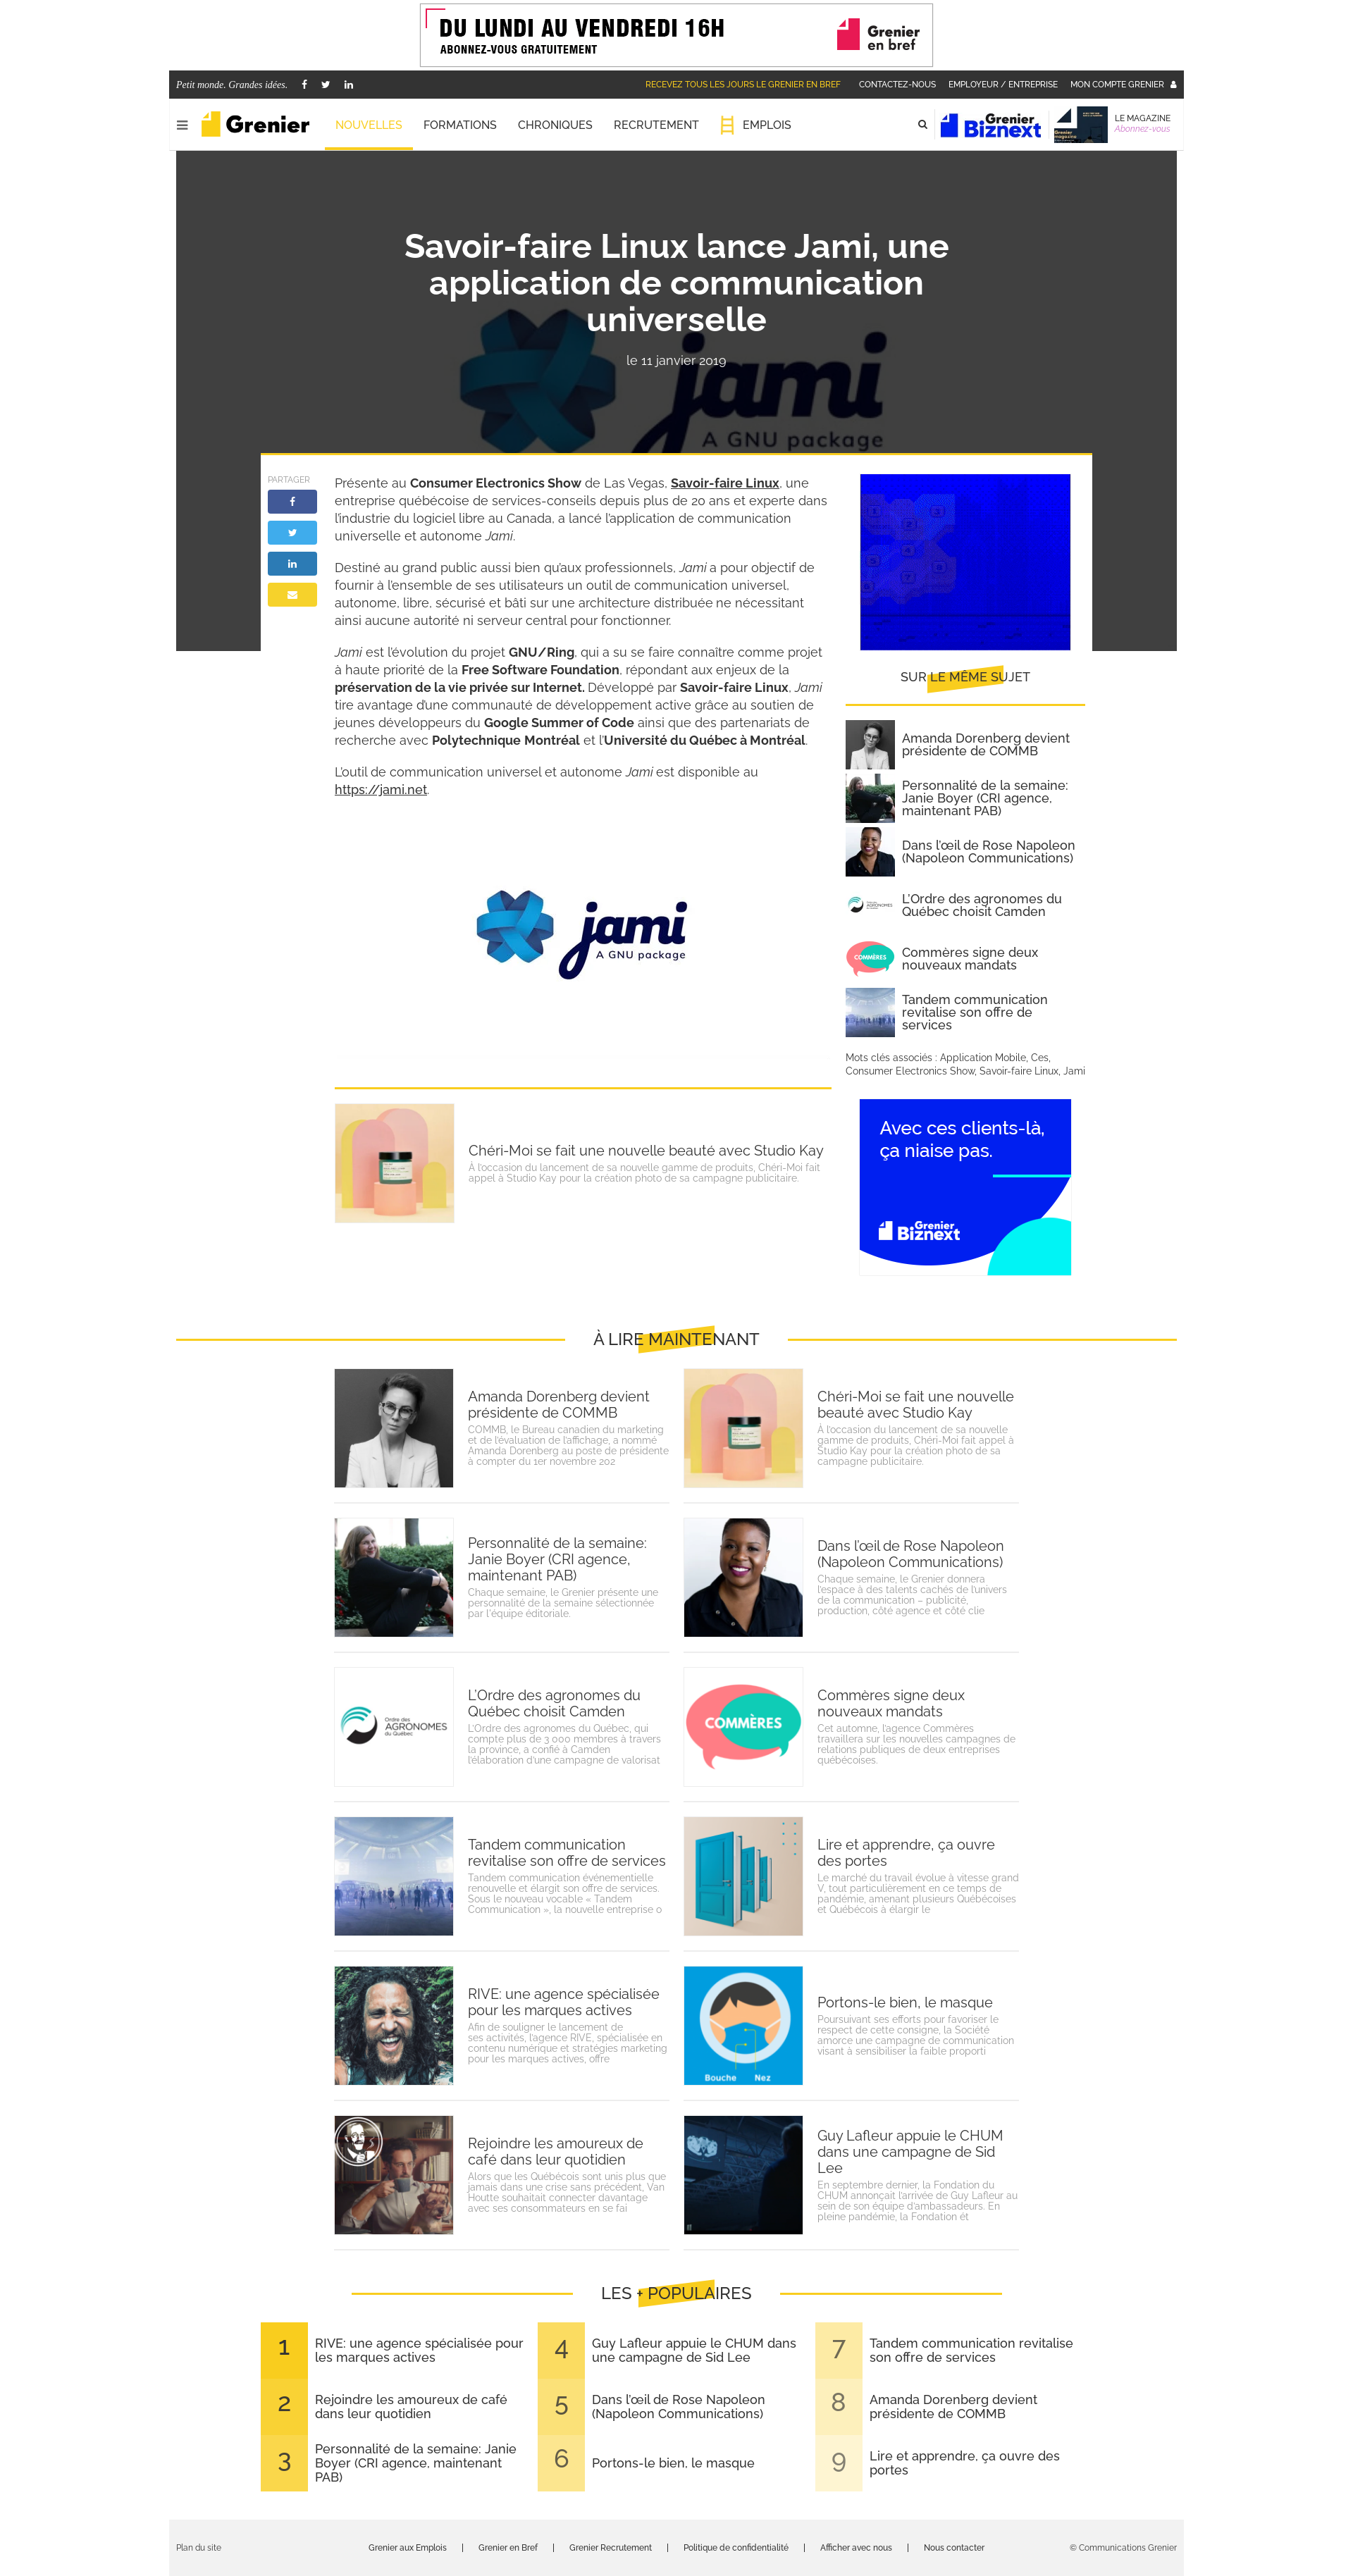 DU LUNDI AU VENDREDI 16H
ABONNEZ-VOUS GRATUITEMENT
Grenier
en bref
Petit monde. Grandes idées.
RECEVEZ TOUS LES JOURS LE GRENIER EN BREF
CONTACTEZ-NOUS
EMPLOYEUR / ENTREPRISE
MON COMPTE GRENIER
Grenier
NOUVELLES
FORMATIONS
CHRONIQUES
RECRUTEMENT
EMPLOIS
Grenier
Biznext
LE MAGAZINE
Abonnez-vous
Savoir-faire Linux lance Jami, une
application de communication
universelle
le 11 janvier 2019
jami
A GNU package
PARTAGER
Présente au Consumer Electronics Show de Las Vegas, Savoir-faire Linux, une
entreprise québécoise de services-conseils depuis plus de 20 ans et experte dans
l'industrie du logiciel libre au Canada, a lancé l'application de communication
universelle et autonome Jami.
Destiné au grand public aussi bien qu'aux professionnels, Jami a pour objectif de
fournir à l'ensemble de ses utilisateurs un outil de communication universel,
autonome, libre, sécurisé et bâti sur une architecture distribuée ne nécessitant
ainsi aucune autorité ni serveur central pour fonctionner.
Jami est l'évolution du projet GNU/Ring, qui a su se faire connaître comme projet
à haute priorité de la Free Software Foundation, répondant aux enjeux de la
préservation de la vie privée sur Internet. Développé par Savoir-faire Linux, Jami
tire avantage d'une communauté de développement active grâce au soutien de
jeunes développeurs du Google Summer of Code ainsi que des partenariats de
recherche avec Polytechnique Montréal et l'Université du Québec à Montréal.
L'outil de communication universel et autonome Jami est disponible au
https://jami.net.
jami
A GNU package
SUR LE MÊME SUJET
Amanda Dorenberg devient
présidente de COMMB
Personnalité de la semaine:
Janie Boyer (CRI agence,
maintenant PAB)
Dans l'œil de Rose Napoleon
(Napoleon Communications)
L'Ordre des agronomes du
Québec choisit Camden
Commères signe deux
nouveaux mandats
Tandem communication
revitalise son offre de
services
Mots clés associés : Application Mobile, Ces,
Consumer Electronics Show, Savoir-faire Linux, Jami
Avec ces clients-là,
ça niaise pas.
Grenier
Biznext
Chéri-Moi se fait une nouvelle beauté avec Studio Kay
À l'occasion du lancement de sa nouvelle gamme de produits, Chéri-Moi fait
appel à Studio Kay pour la création photo de sa campagne publicitaire.
À LIRE MAINTENANT
Amanda Dorenberg devient
présidente de COMMB
COMMB, le Bureau canadien du marketing
et de l'évaluation de l'affichage, a nommé
Amanda Dorenberg au poste de présidente
à compter du 1er novembre 202
Chéri-Moi se fait une nouvelle
beauté avec Studio Kay
À l'occasion du lancement de sa nouvelle
gamme de produits, Chéri-Moi fait appel à
Studio Kay pour la création photo de sa
campagne publicitaire.
Personnalité de la semaine:
Janie Boyer (CRI agence,
maintenant PAB)
Chaque semaine, le Grenier présente une
personnalité de la semaine sélectionnée
par l'équipe éditoriale.
Dans l'œil de Rose Napoleon
(Napoleon Communications)
Chaque semaine, le Grenier donnera
l'espace à des talents cachés de l'univers
de la communication – publicité,
production, côté agence et côté clie
Ordre des
AGRONOMES
du Québec
L'Ordre des agronomes du
Québec choisit Camden
L'Ordre des agronomes du Québec, qui
compte plus de 3 000 membres à travers
la province, a confié à Camden
l'élaboration d'une campagne de valorisat
COMMÈRES
Commères signe deux
nouveaux mandats
Cet automne, l'agence Commères
travaillera sur les nouvelles campagnes de
relations publiques de deux entreprises
québécoises.
Tandem communication
revitalise son offre de services
Tandem communication événementielle
renouvelle et élargit son offre de services.
Sous le nouveau vocable « Tandem
Communication », la nouvelle entreprise o
Lire et apprendre, ça ouvre
des portes
Le marché du travail évolue à vitesse grand
V, tout particulièrement en ce temps de
pandémie, amenant plusieurs Québécoises
et Québécois à élargir le
RIVE: une agence spécialisée
pour les marques actives
Afin de souligner le lancement de
ses activités, l'agence RIVE, spécialisée en
contenu numérique et stratégies marketing
pour les marques actives, offre
Bouche Nez
Portons-le bien, le masque
Poursuivant ses efforts pour favoriser le
respect de cette consigne, la Société
amorce une campagne de communication
visant à sensibiliser la faible proporti
Rejoindre les amoureux de
café dans leur quotidien
Alors que les Québécois sont unis plus que
jamais dans une crise sans précédent, Van
Houtte souhaitait connecter davantage
avec ses consommateurs en se fai
Guy Lafleur appuie le CHUM
dans une campagne de Sid
Lee
En septembre dernier, la Fondation du
CHUM annonçait l'arrivée de Guy Lafleur au
sein de son équipe d'ambassadeurs. En
pleine pandémie, la Fondation ét
LES + POPULAIRES
1
RIVE: une agence spécialisée pour
les marques actives
2
Rejoindre les amoureux de café
dans leur quotidien
3
Personnalité de la semaine: Janie
Boyer (CRI agence, maintenant
PAB)
4
Guy Lafleur appuie le CHUM dans
une campagne de Sid Lee
5
Dans l'œil de Rose Napoleon
(Napoleon Communications)
6
Portons-le bien, le masque
7
Tandem communication revitalise
son offre de services
8
Amanda Dorenberg devient
présidente de COMMB
9
Lire et apprendre, ça ouvre des
portes
Plan du site
Grenier aux Emplois | Grenier en Bref | Grenier Recrutement | Politique de confidentialité | Afficher avec nous | Nous contacter
© Communications Grenier